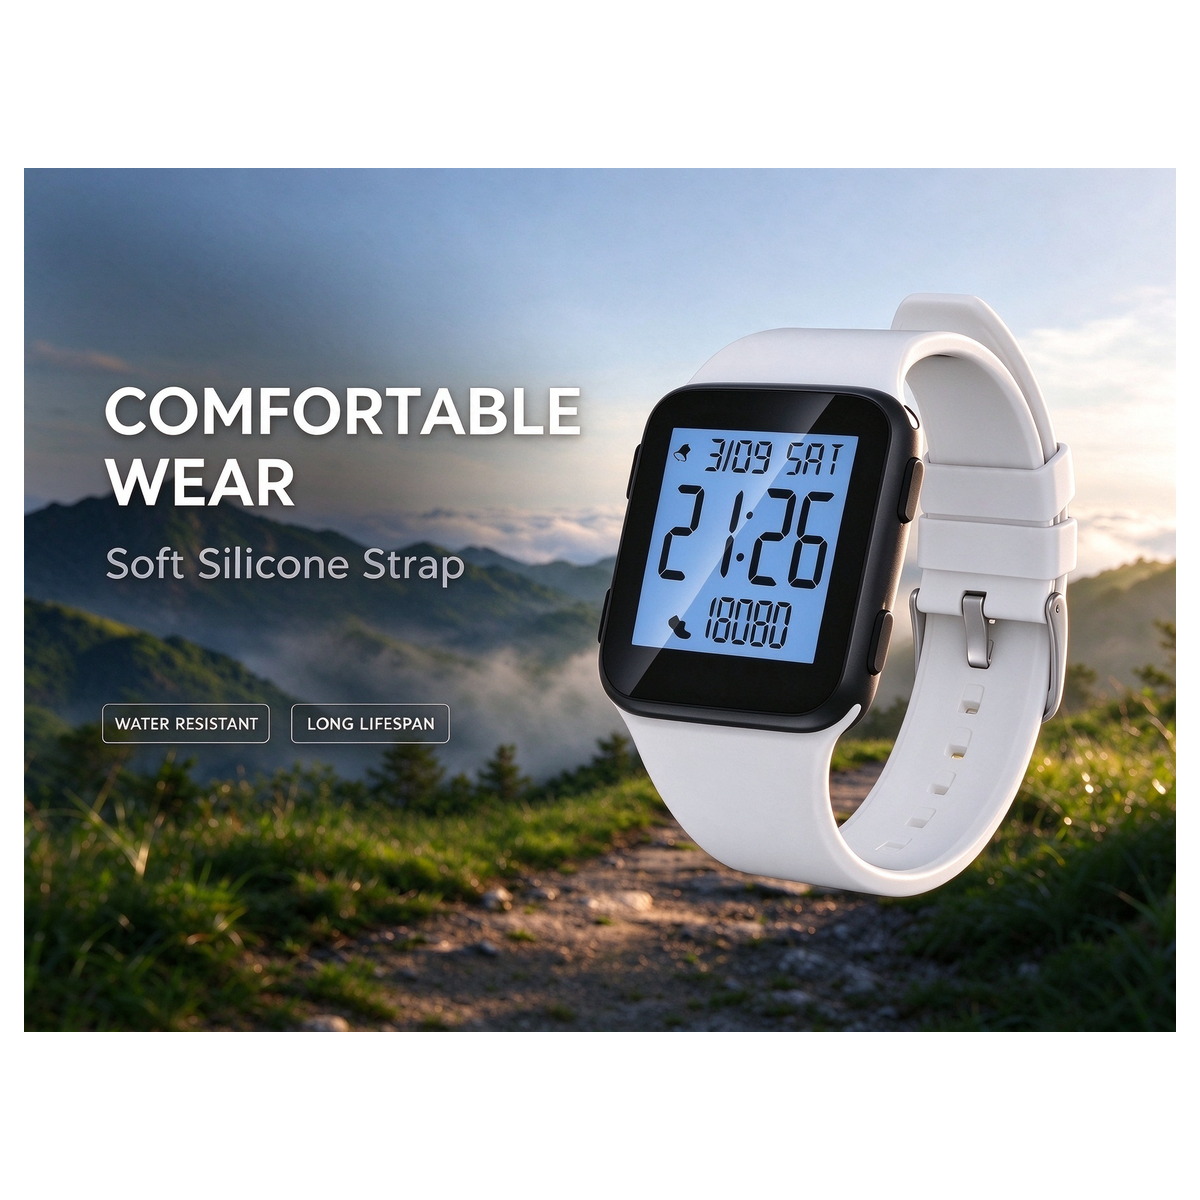 COMFORTABLE
WEAR
Soft Silicone Strap
WATER RESISTANT
LONG LIFESPAN
3/09 SAT
21:26
18080